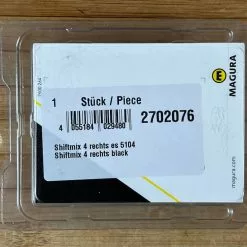 MAGURA
1 Stück / Piece
4 055184 029480
2702076
Shiftmix 4 rechts es 5104
Shiftmix 4 rechts black
magura.com